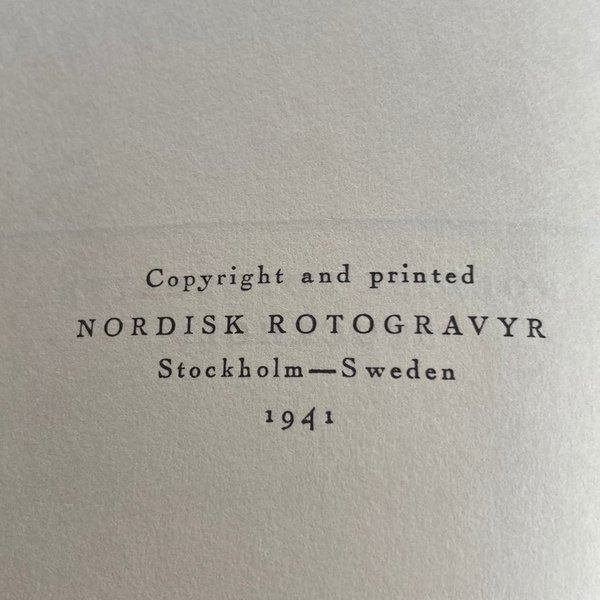 Copyright and printed
NORDISK ROTOGRAVYR
Stockholm—Sweden
1941